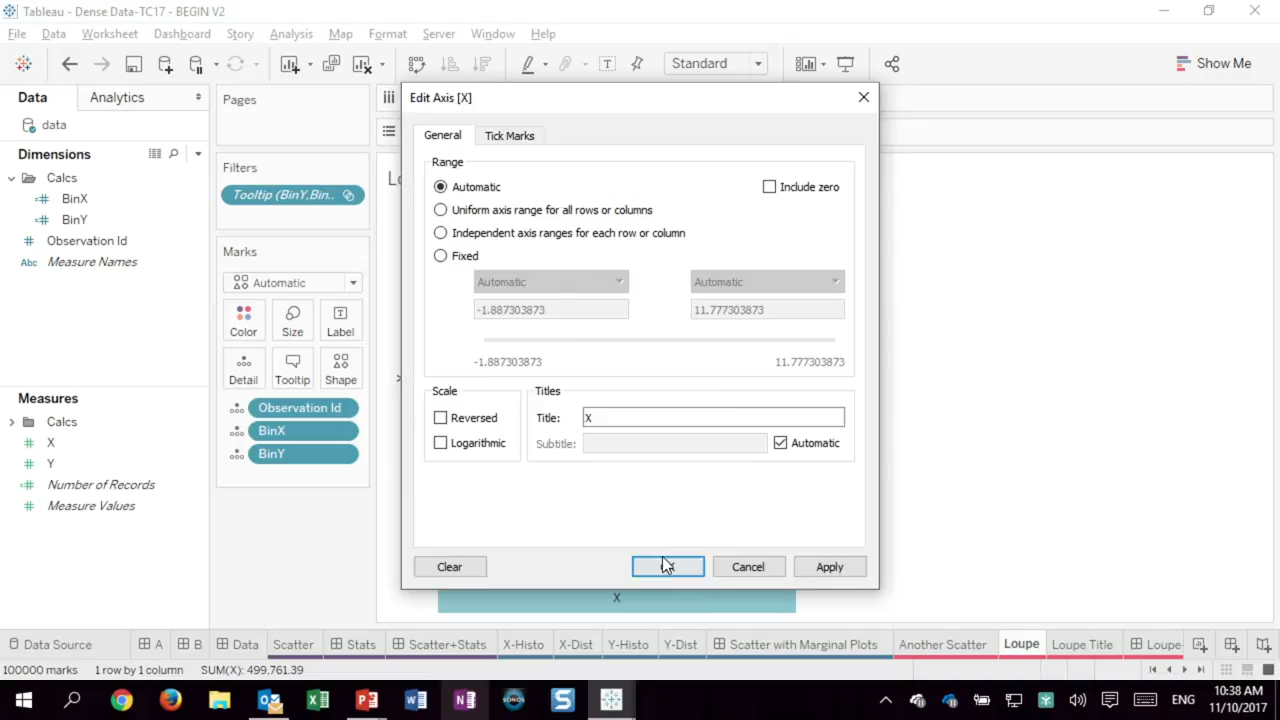 Tableau - Dense Data-TC17 - BEGIN V2
File Data Worksheet Dashboard Story Analysis Map Format Server Window Help
Standard
Show Me
Data Analytics
data
Dimensions
Calcs
BinX
BinY
Observation Id
Abc Measure Names
Measures
Calcs
X
Y
Number of Records
Measure Values
Pages
Filters
Tooltip (BinY,Bin..
Marks
Automatic
Color Size Label
Detail Tooltip Shape
Observation Id
BinX
BinY
Edit Axis [X]
General Tick Marks
Range
Automatic Include zero
Uniform axis range for all rows or columns
Independent axis ranges for each row or column
Fixed
Automatic Automatic
-1.887303873 11.777303873
-1.887303873 11.777303873
Scale
Reversed
Logarithmic
Titles
Title: X
Subtitle: Automatic
Clear Cancel Apply
X
Data Source A B Data Scatter Stats Scatter+Stats X-Histo X-Dist Y-Histo Y-Dist Scatter with Marginal Plots Another Scatter Loupe Loupe Title Loupe-
100000 marks 1 row by 1 column SUM(X): 499,761.39
SONOS
ENG
10:38 AM
11/10/2017